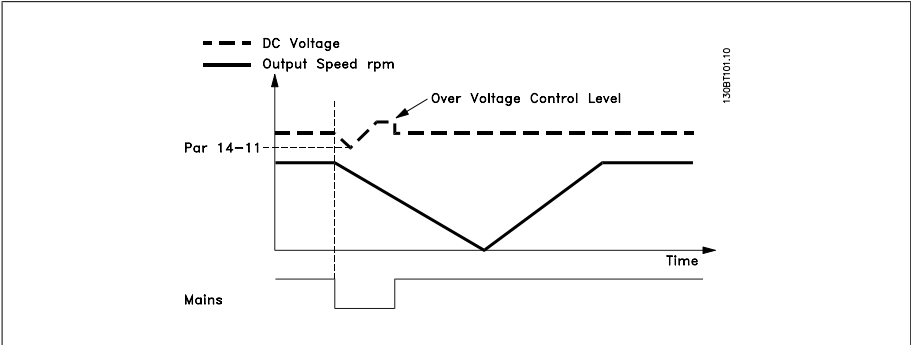 DC Voltage
Output Speed rpm
130BT101.10
Over Voltage Control Level
Par 14-11
Time
Mains